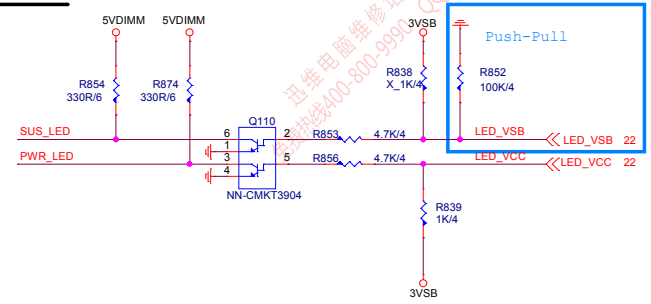 5VDIMM
5VDIMM
3VSB
Push-Pull
R854
330R/6
R874
330R/6
R838
X_1K/4
R852
100K/4
Q110
SUS_LED
6
2
R853
4.7K/4
LED_VSB
LED_VSB 22
1
PWR_LED
3
5
R856
4.7K/4
LED_VCC
LED_VCC 22
4
NN-CMKT3904
R839
1K/4
3VSB
迅维电脑维修
400-800-9990